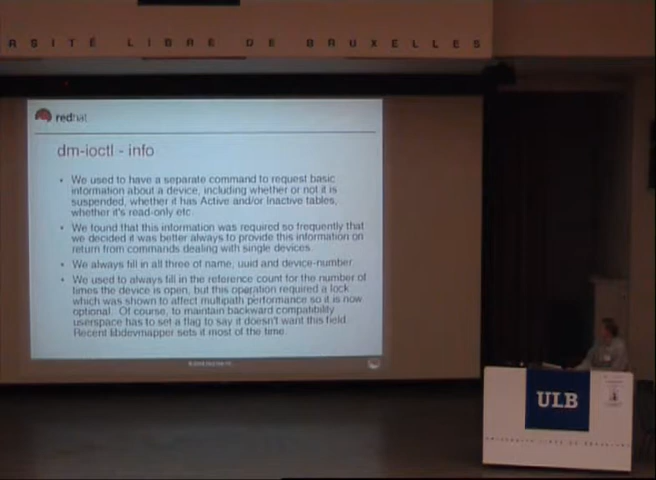 ARSITÉ LIBRE DE BRUXELLES
redhat
dm-ioctl - info
• We used to have a separate command to request basic
information about a device, including whether or not it is
suspended, whether it has Active and/or Inactive tables,
whether it's read-only etc.
• We found that this information was required so frequently that
we decided it was better always to provide this information on
return from commands dealing with single devices.
• We always fill in all three of name, uuid and device-number.
• We used to always fill in the reference count for the number of
times the device is open, but this operation required a lock
which was shown to affect multipath performance so it is now
optional. Of course, to maintain backward compatibility
userspace has to set a flag to say it doesn't want this field.
Recent libdevmapper sets it most of the time.
ULB